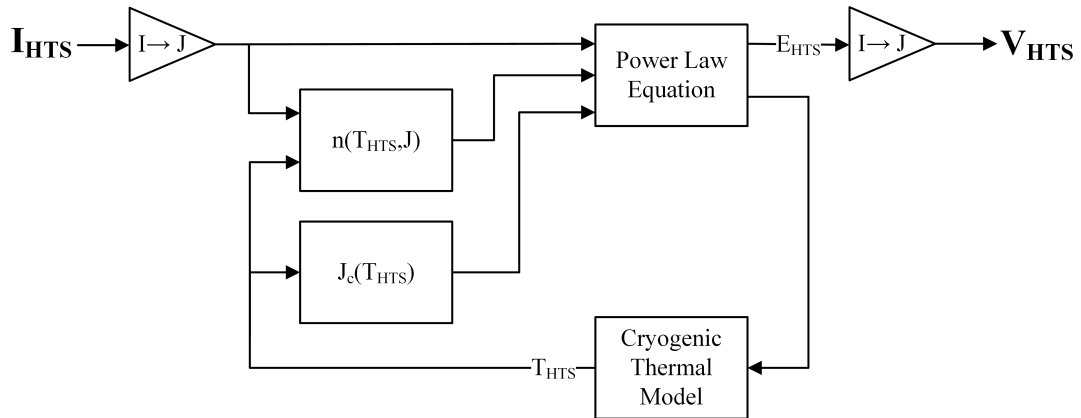 I_HTS
I→ J
Power Law
Equation
E_HTS
I→ J
V_HTS
n(T_HTS,J)
J_c(T_HTS)
Cryogenic
Thermal
Model
T_HTS